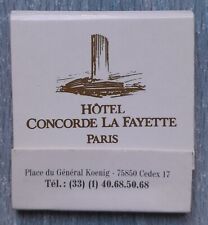 HÔTEL
CONCORDE LA FAYETTE
PARIS
Place du Général Koenig - 75850 Cedex 17
Tél.: (33) (1) 40.68.50.68